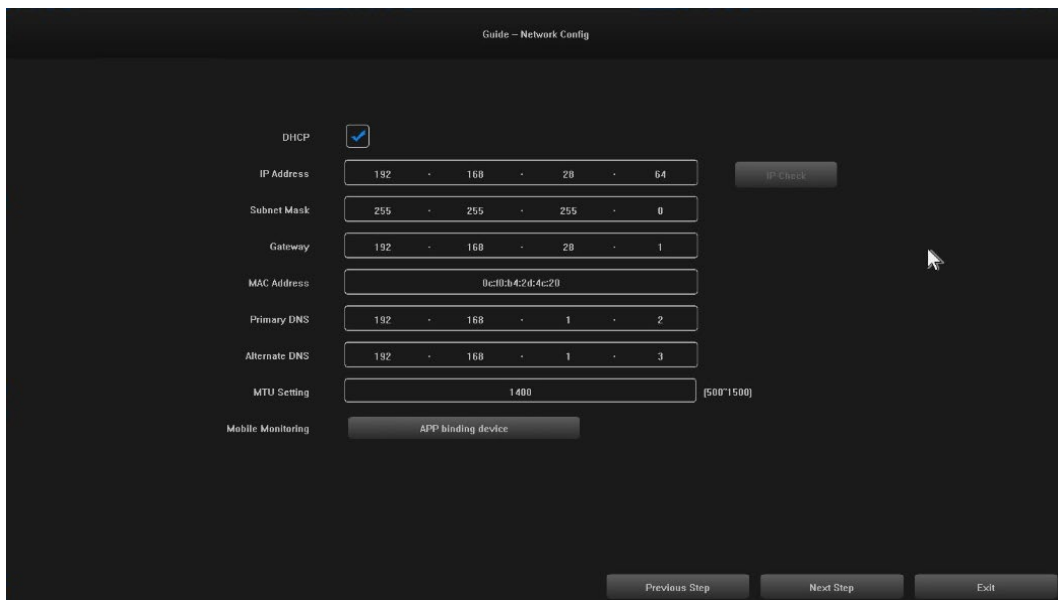 Guide – Network Config
DHCP
IP Address 192 · 168 · 28 · 64 IP Check
Subnet Mask 255 · 255 · 255 · 0
Gateway 192 · 168 · 28 · 1
MAC Address 0c:f0:b4:2d:4c:20
Primary DNS 192 · 168 · 1 · 2
Alternate DNS 192 · 168 · 1 · 3
MTU Setting 1400 (500~1500)
Mobile Monitoring APP binding device
Previous Step Next Step Exit